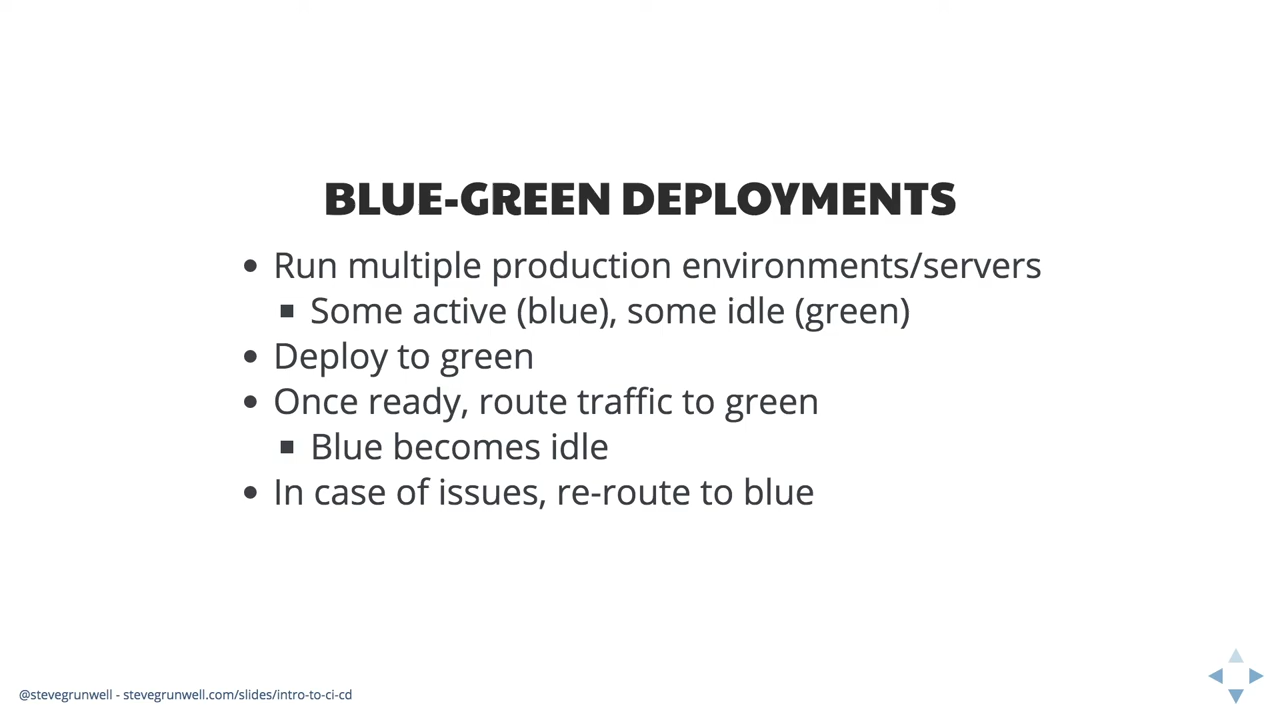 BLUE-GREEN DEPLOYMENTS
Run multiple production environments/servers
Some active (blue), some idle (green)
Deploy to green
Once ready, route traffic to green
Blue becomes idle
In case of issues, re-route to blue
@stevegrunwell - stevegrunwell.com/slides/intro-to-ci-cd